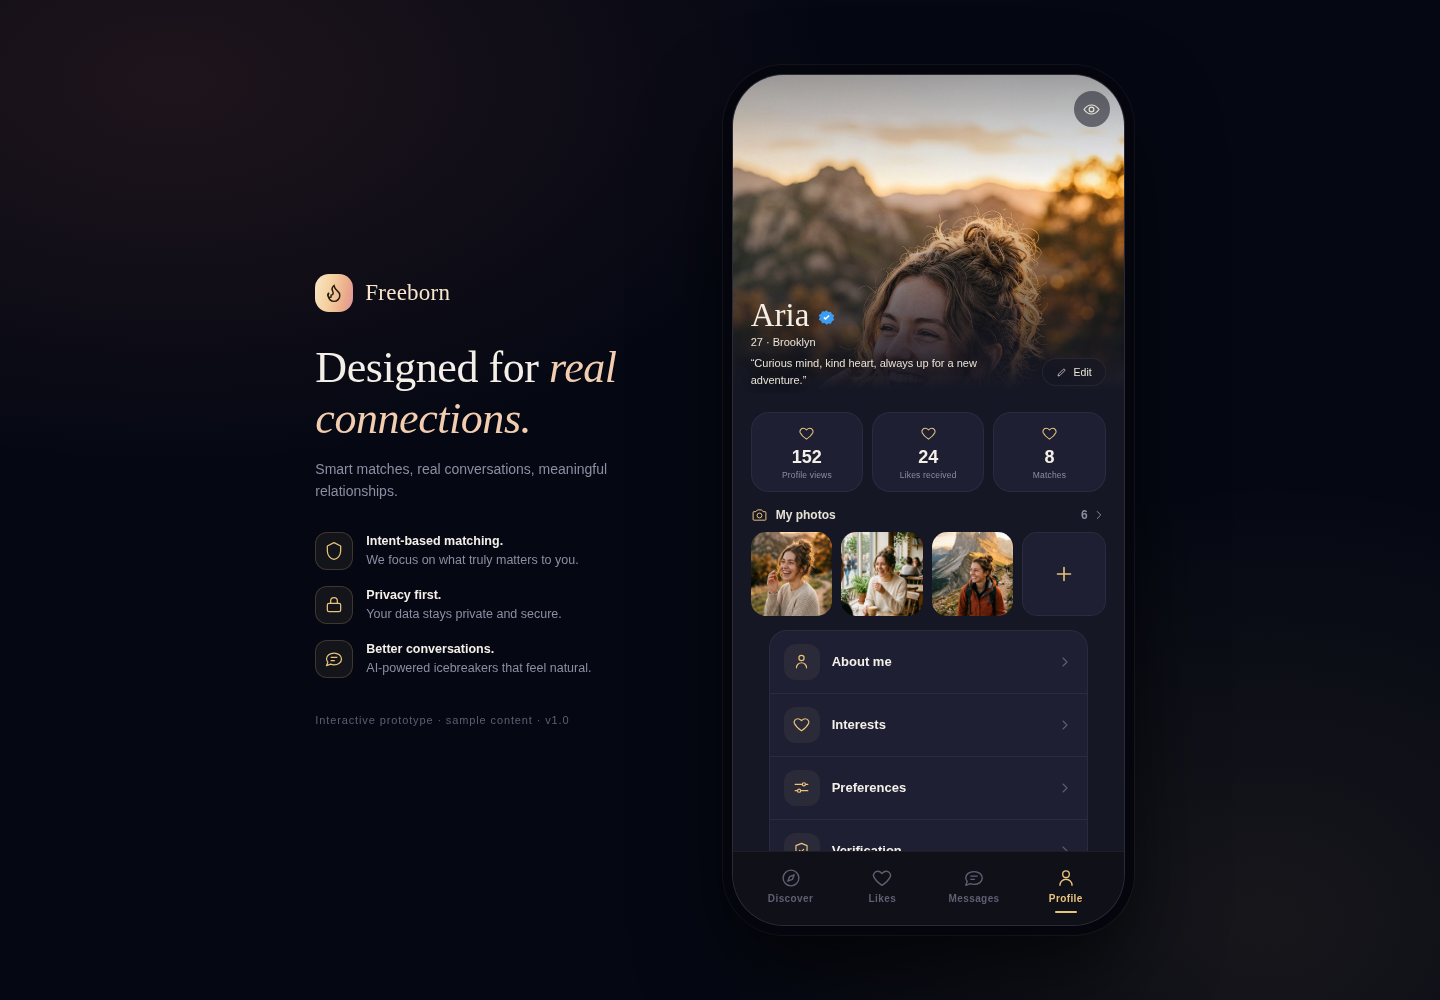 Freeborn
Designed for real
connections.
Smart matches, real conversations, meaningful
relationships.
Intent-based matching.
We focus on what truly matters to you.
Privacy first.
Your data stays private and secure.
Better conversations.
AI-powered icebreakers that feel natural.
Interactive prototype · sample content · v1.0
Aria
27 · Brooklyn
“Curious mind, kind heart, always up for a new
adventure.”
Edit
152
Profile views
24
Likes received
8
Matches
My photos
6
About me
Interests
Preferences
Verification
Discover
Likes
Messages
Profile